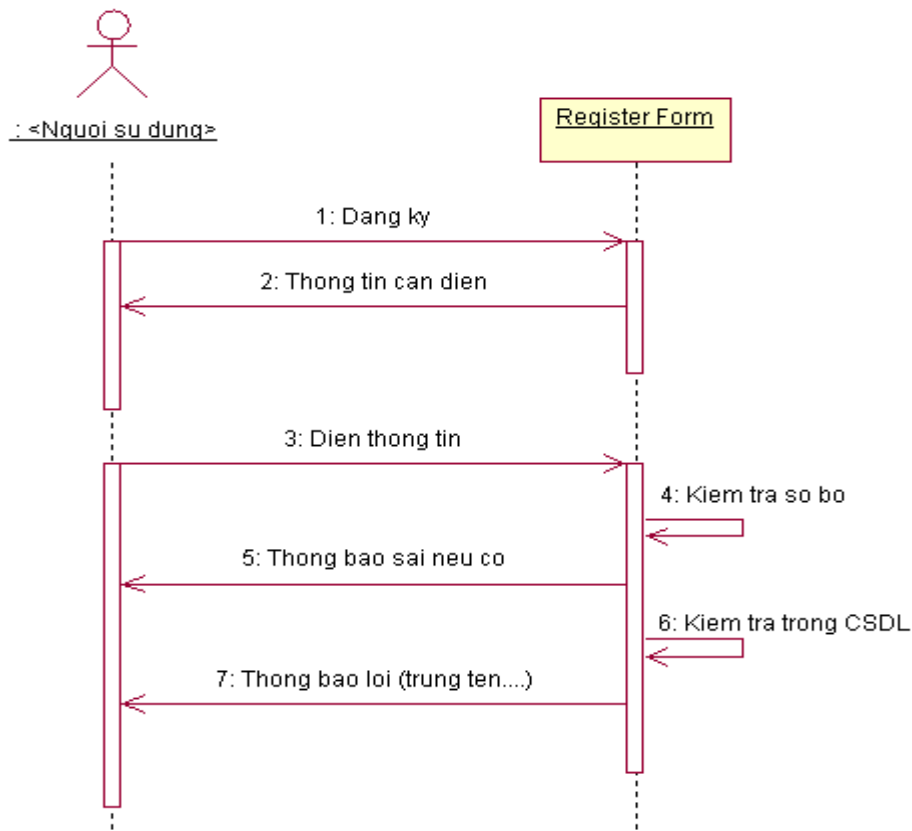 : <Nguoi su dung>
Register Form
1: Dang ky
2: Thong tin can dien
3: Dien thong tin
4: Kiem tra so bo
5: Thong bao sai neu co
6: Kiem tra trong CSDL
7: Thong bao loi (trung ten....)